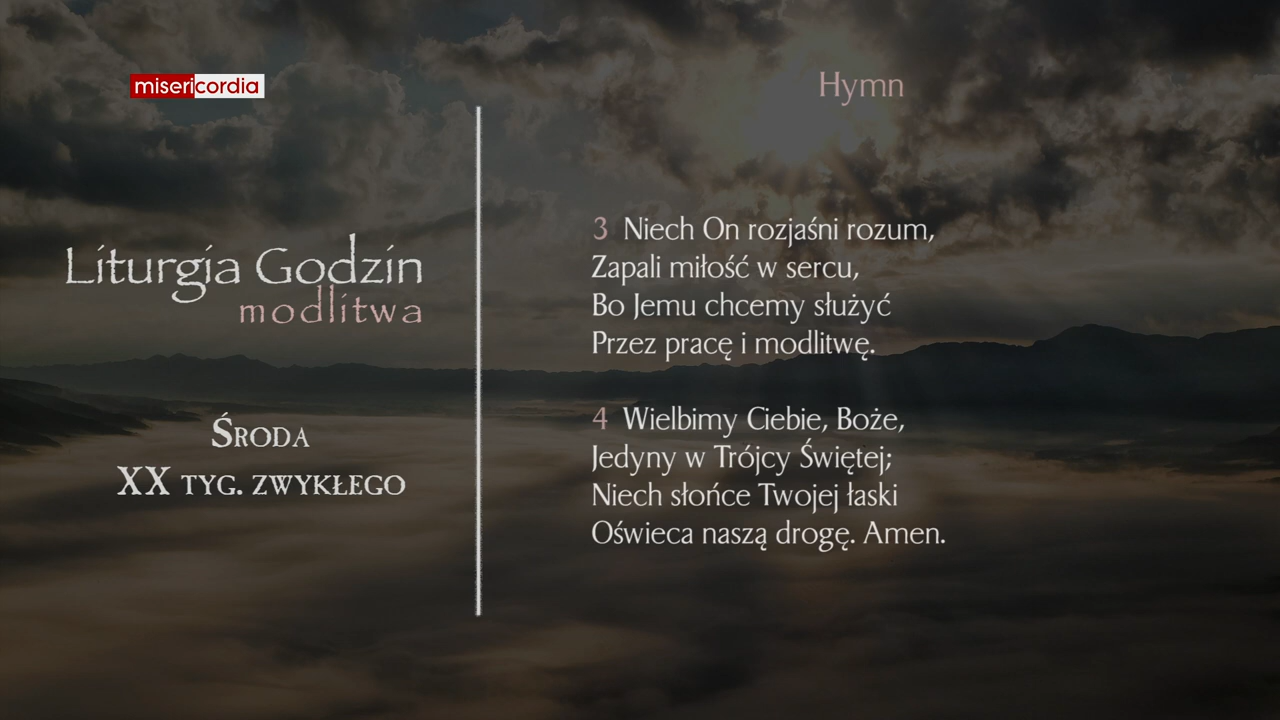 misericordia
Liturgia Godzin
modlitwa
Środa
XX tyg. zwykłego
Hymn
3 Niech On rozjaśni rozum,
Zapali miłość w sercu,
Bo Jemu chcemy służyć
Przez pracę i modlitwę.
4 Wielbimy Ciebie, Boże,
Jedyny w Trójcy Świętej;
Niech słońce Twojej łaski
Oświeca naszą drogę. Amen.